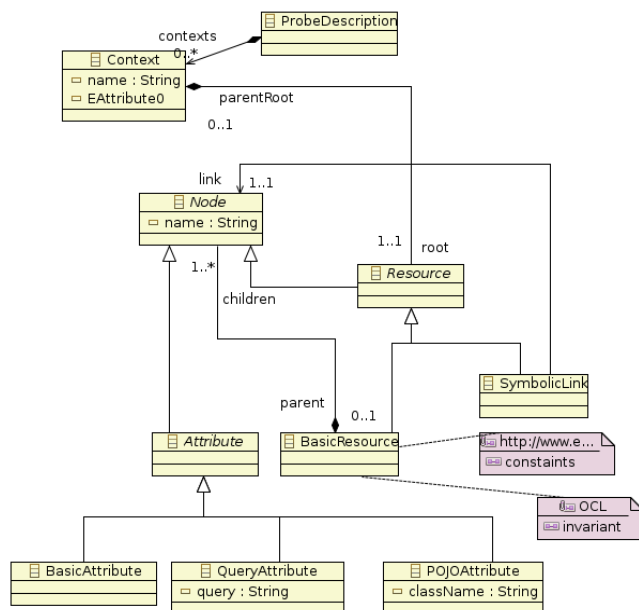 ProbeDescription
contexts
0..*
Context
name : String
EAttribute0
parentRoot
0..1
link
1..1
Node
name : String
1..1
root
1..*
Resource
children
SymbolicLink
parent
0..1
Attribute
BasicResource
http://www.e...
constaints
OCL
invariant
BasicAttribute
QueryAttribute
POJOAttribute
query : String
className : String